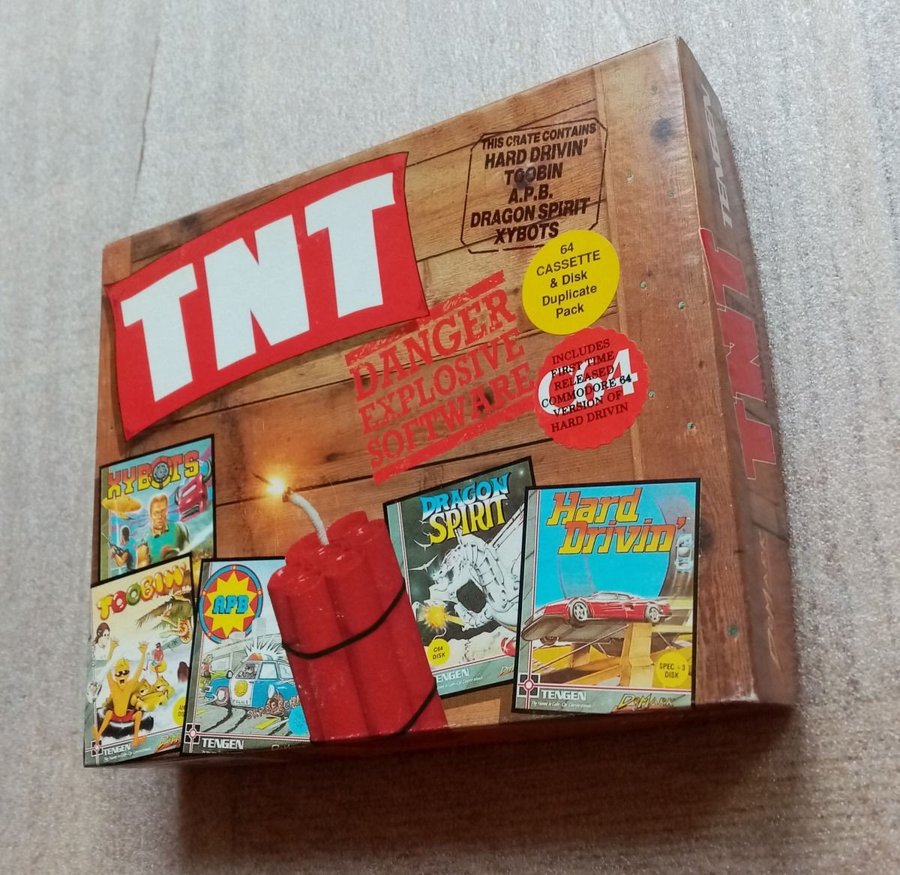 TNT
THIS CRATE CONTAINS
HARD DRIVIN'
TOOBIN
A.P.B.
DRAGON SPIRIT
XYBOTS
64
CASSETTE
& Disk
Duplicate
Pack
DANGER
EXPLOSIVE
SOFTWARE
C64
INCLUDES
FIRST TIME
RELEASED
COMMODORE 64
VERSION OF
HARD DRIVIN
XYBOTS
TOOBIN'
TENGEN
APB
TENGEN
DRAGON
SPIRIT
C64
DISK
TENGEN
Hard
Drivin'
SPEC +3
DISK
TENGEN
DOMARK
TENGEN
TNT